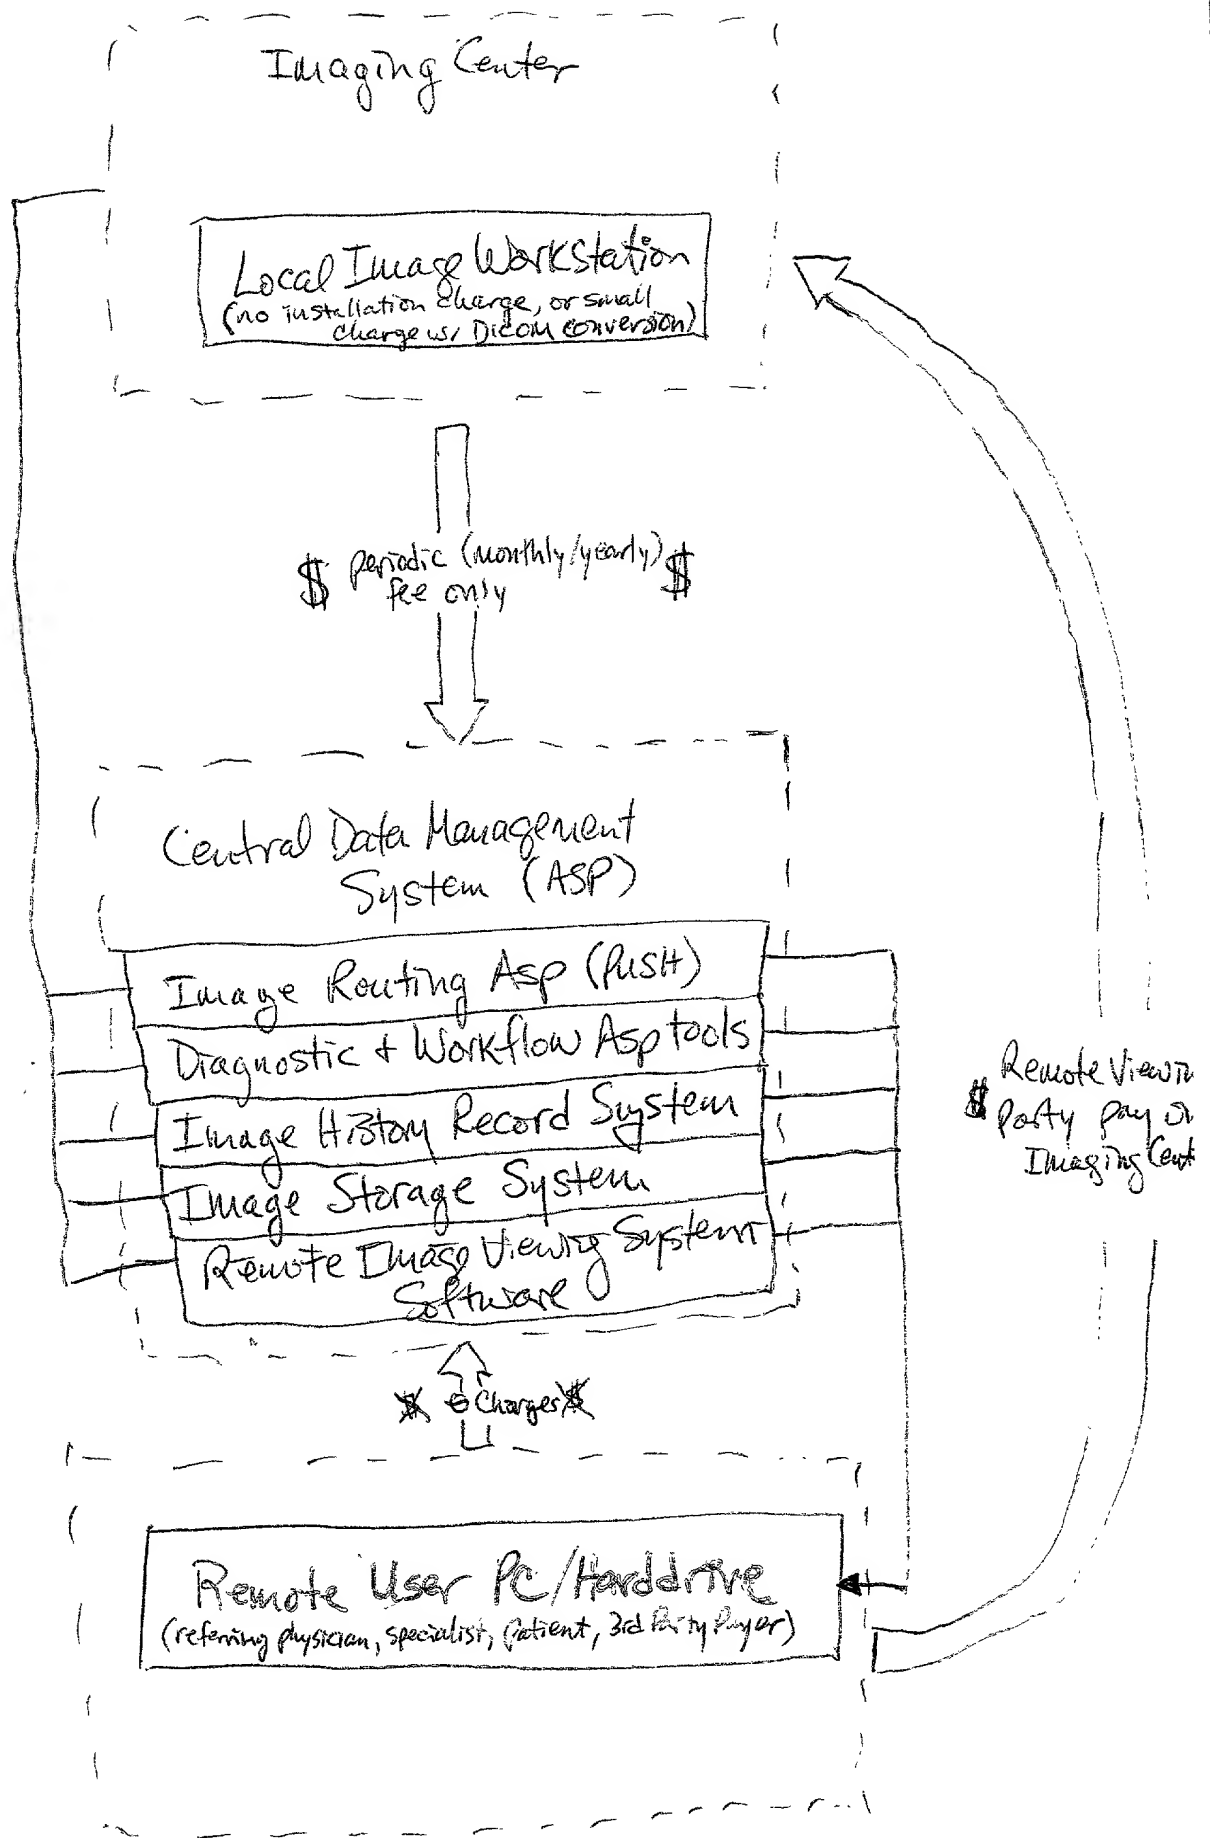 Imaging Center
Local Image Workstation
(no installation charge, or small
charge w/ Dicom conversion)
$ periodic (monthly/yearly) $
fee only
Central Data Management
System (ASP)
Image Routing Asp (PUSH)
Diagnostic + Workflow Asp tools
Image History Record System
Image Storage System
Remote Image Viewing System
Software
Remote Viewin
$ party pay
Imaging Cent
$ Charges $
Remote User PC/Harddrive
(referring physician, specialist, patient, 3rd Party Payer)